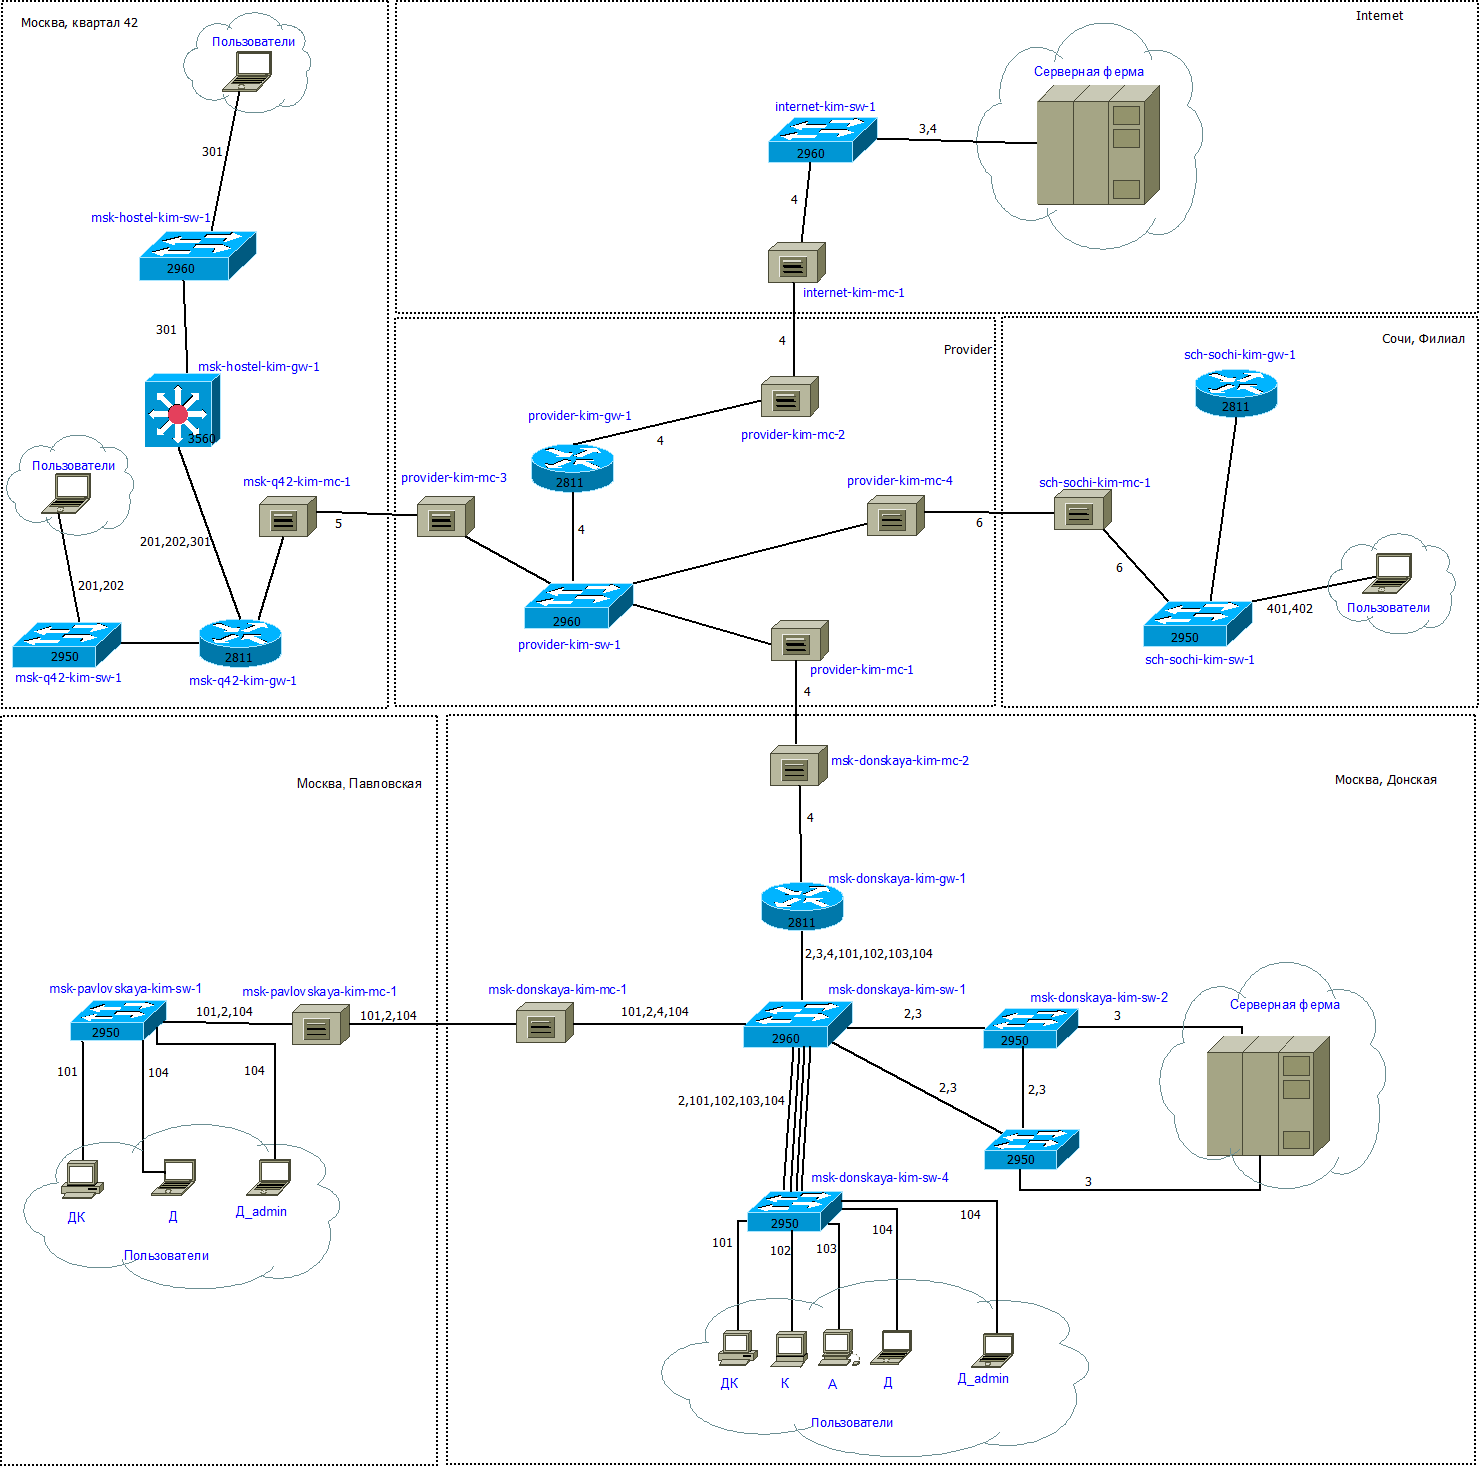 Москва, квартал 42
Пользователи
301
msk-hostel-kim-sw-1
2960
301
msk-hostel-kim-gw-1
3560
Пользователи
msk-q42-kim-mc-1
5
201,202,301
201,202
2950
msk-q42-kim-sw-1
2811
msk-q42-kim-gw-1
Internet
Серверная ферма
internet-kim-sw-1
2960
3,4
4
internet-kim-mc-1
4
Provider
provider-kim-mc-2
provider-kim-gw-1
4
2811
provider-kim-mc-3
4
provider-kim-mc-4
6
2960
provider-kim-sw-1
provider-kim-mc-1
4
Сочи, Филиал
sch-sochi-kim-gw-1
2811
sch-sochi-kim-mc-1
6
401,402
Пользователи
2950
sch-sochi-kim-sw-1
Москва, Павловская
msk-pavlovskaya-kim-sw-1
2950
101,2,104
msk-pavlovskaya-kim-mc-1
101,2,104
101
104
104
ДК
Д
Д_admin
Пользователи
Москва, Донская
msk-donskaya-kim-mc-2
4
msk-donskaya-kim-gw-1
2811
2,3,4,101,102,103,104
msk-donskaya-kim-mc-1
101,2,4,104
msk-donskaya-kim-sw-1
2960
2,3
msk-donskaya-kim-sw-2
2950
3
Серверная ферма
2,3
2,3
2950
3
2,101,102,103,104
msk-donskaya-kim-sw-4
2950
101
102
103
104
104
ДК
К
А
Д
Д_admin
Пользователи